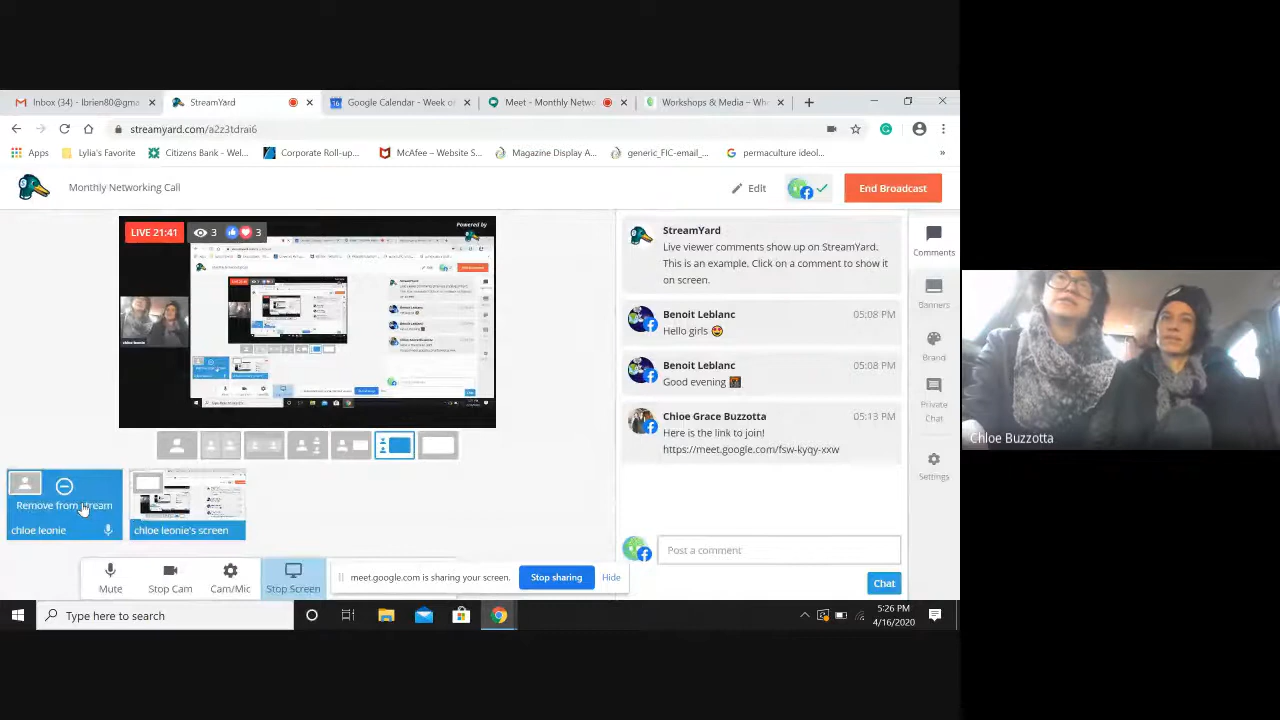 Inbox (34) - lbrien80@gma
StreamYard
Google Calendar - Week o
Meet - Monthly Netwo
Workshops & Media – Wh
streamyard.com/a2z3tdrai6
Apps
Lylia's Favorite
Citizens Bank - Wel...
Corporate Roll-up...
McAfee – Website S...
Magazine Display A...
generic_FIC-email_...
permaculture ideol...
»
Monthly Networking Call
Edit
End Broadcast
LIVE 21:41
3
3
Powered by
StreamYard
Live viewer comments show up on StreamYard.
This is an example. Click on a comment to show it
on screen.
Benoit Leblanc
05:08 PM
Hello girls 😊
Benoit Leblanc
05:08 PM
Good evening
Chloe Grace Buzzotta
05:13 PM
Here is the link to join!
https://meet.google.com/fsw-kyqy-xxw
Comments
Banners
Brand
Private
Chat
Settings
Chloe Buzzotta
Remove from stream
chloe leonie
chloe leonie's screen
Post a comment
Chat
Mute
Stop Cam
Cam/Mic
Stop Screen
meet.google.com is sharing your screen.
Stop sharing
Hide
Type here to search
5:26 PM
4/16/2020